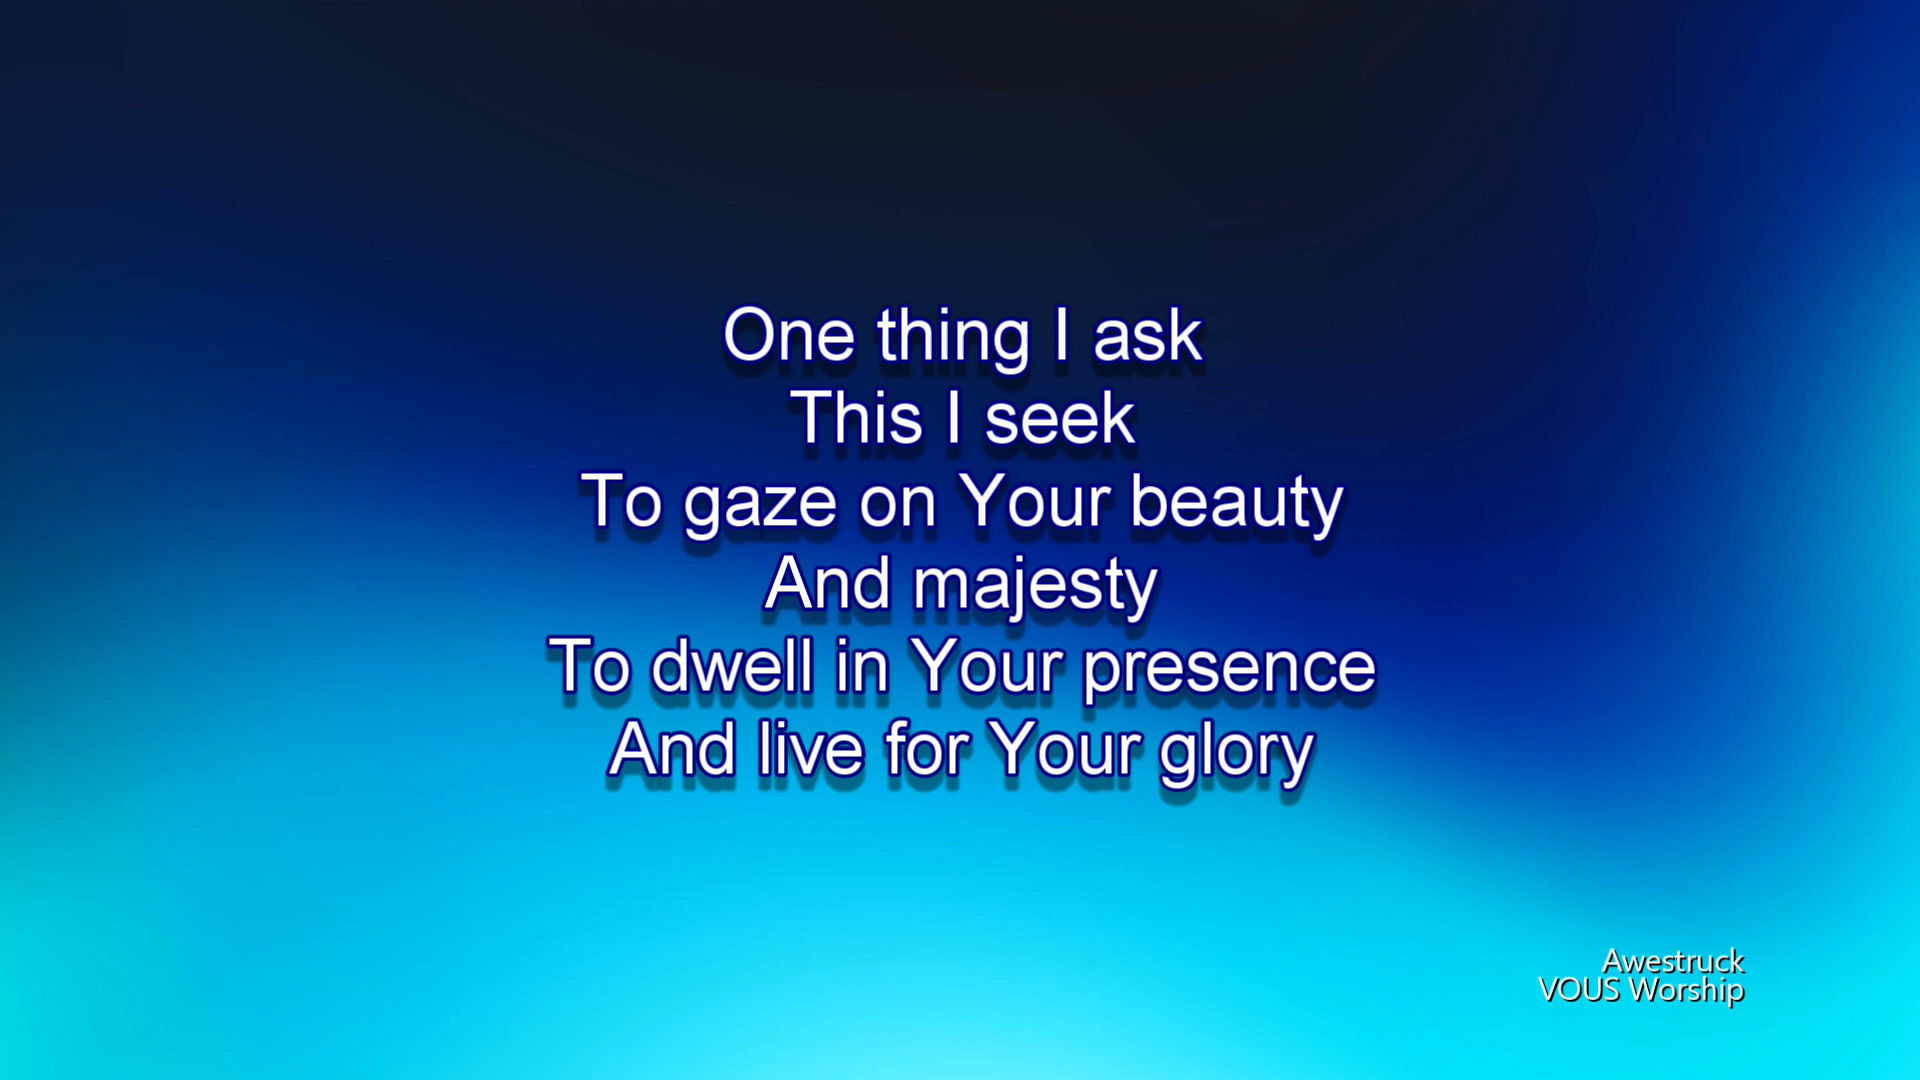 One thing I ask
This I seek
To gaze on Your beauty
And majesty
To dwell in Your presence
And live for Your glory
Awestruck
VOUS Worship